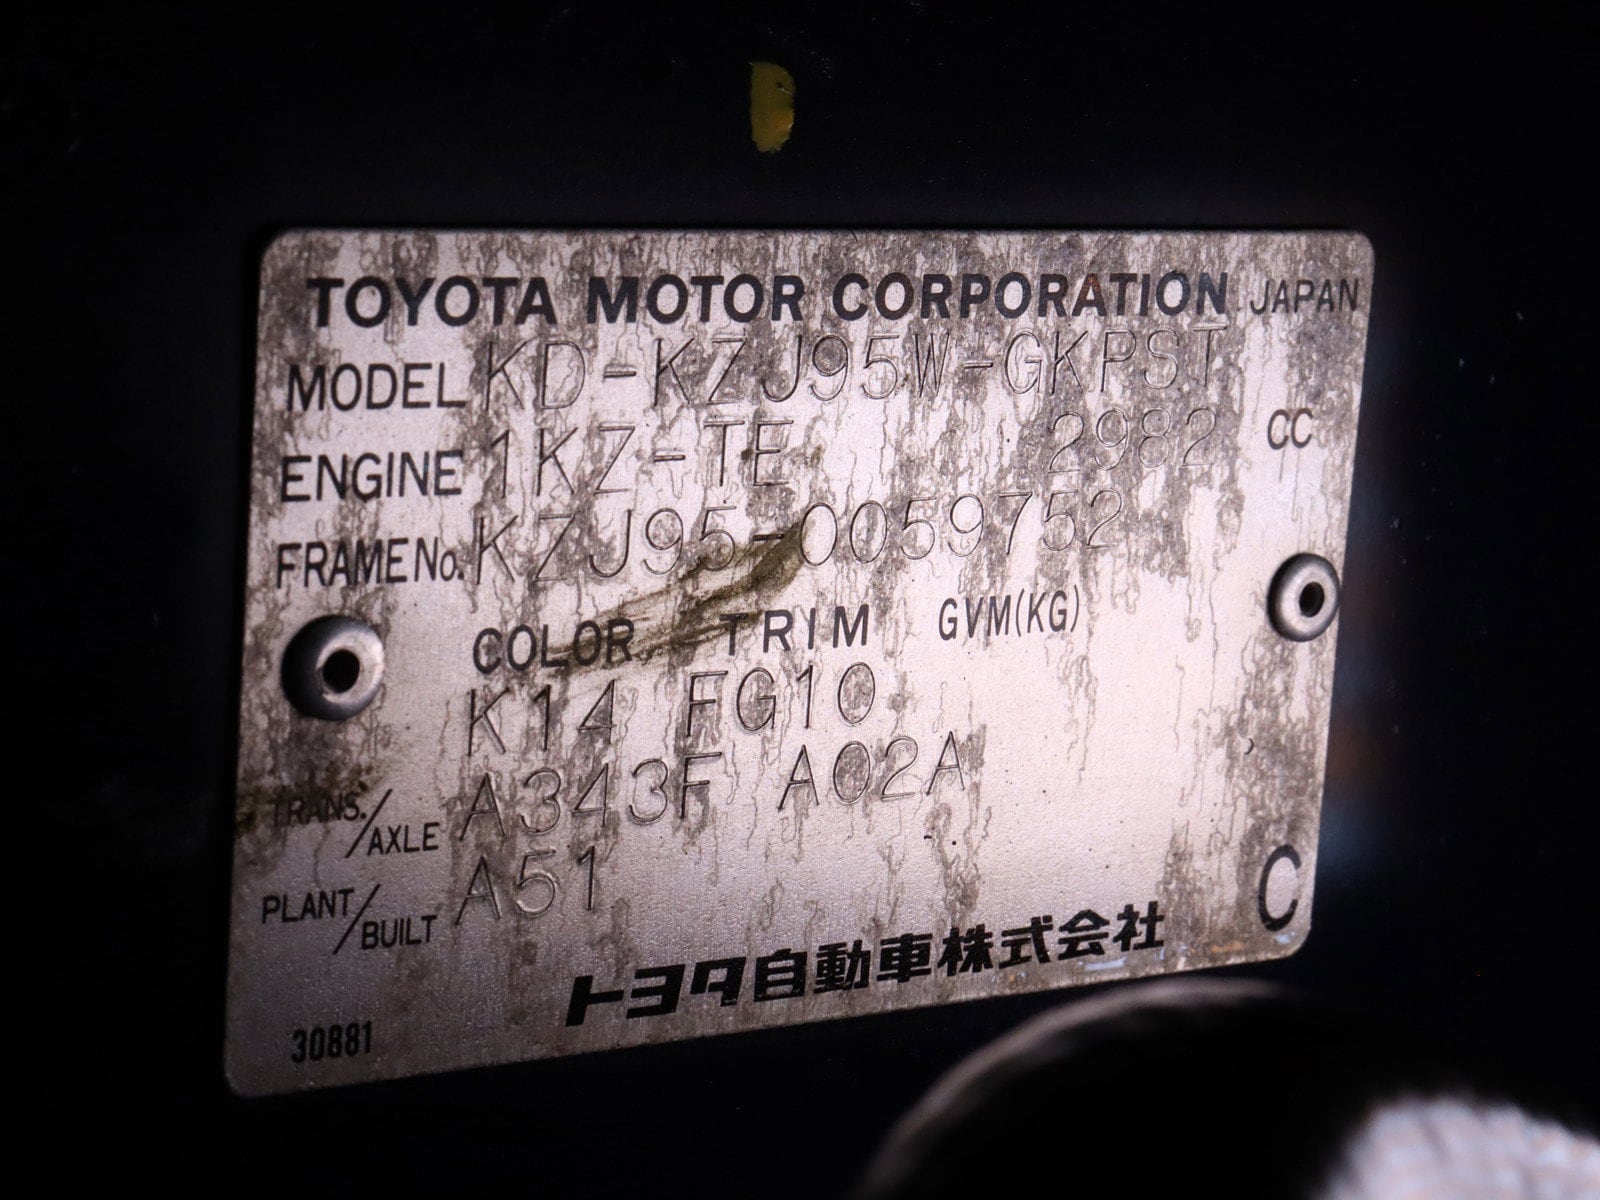 TOYOTA MOTOR CORPORATION JAPAN
MODEL KD-KZJ95W-GKPST
ENGINE 1KZ-TE 2982 CC
FRAME No. KZJ95-0059752
COLOR TRIM GVM(KG)
K14 FG10
TRANS./AXLE A343F A02A
PLANT/BUILT A51
C
トヨタ自動車株式会社
30881